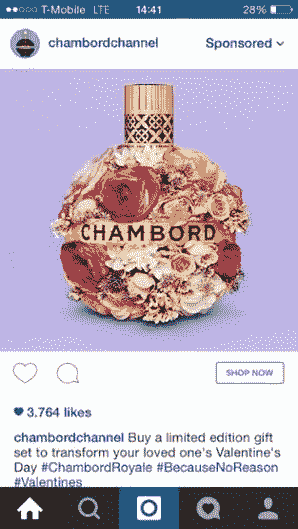 T-Mobile LTE 14:41 28%
chambordchannel Sponsored
CHAMBORD
SHOP NOW
3,764 likes
chambordchannel Buy a limited edition gift
set to transform your loved one's Valentine's
Day #ChambordRoyale #BecauseNoReason
#Valentines